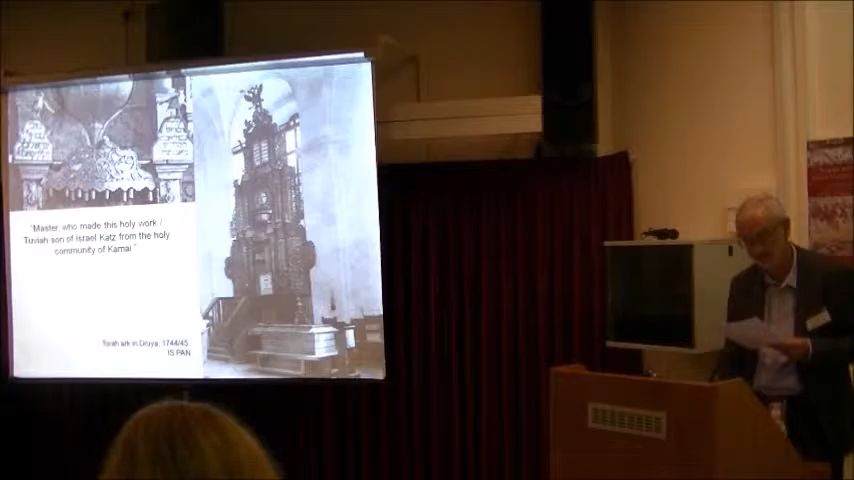 "Master, who made this holy work /
Tuviah son of Israel Katz from the holy
community of Kamai"
Torah ark in Druya, 1744/45.
IS PAN